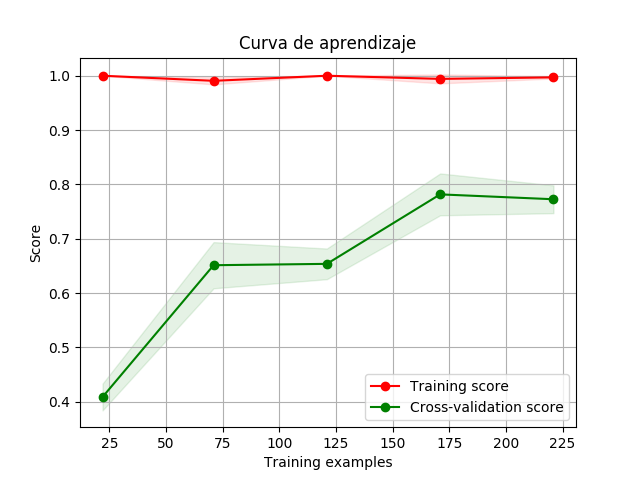 Curva de aprendizaje
Score
1.0
0.9
0.8
0.7
0.6
0.5
0.4
25 50 75 100 125 150 175 200 225
Training examples
Training score
Cross-validation score